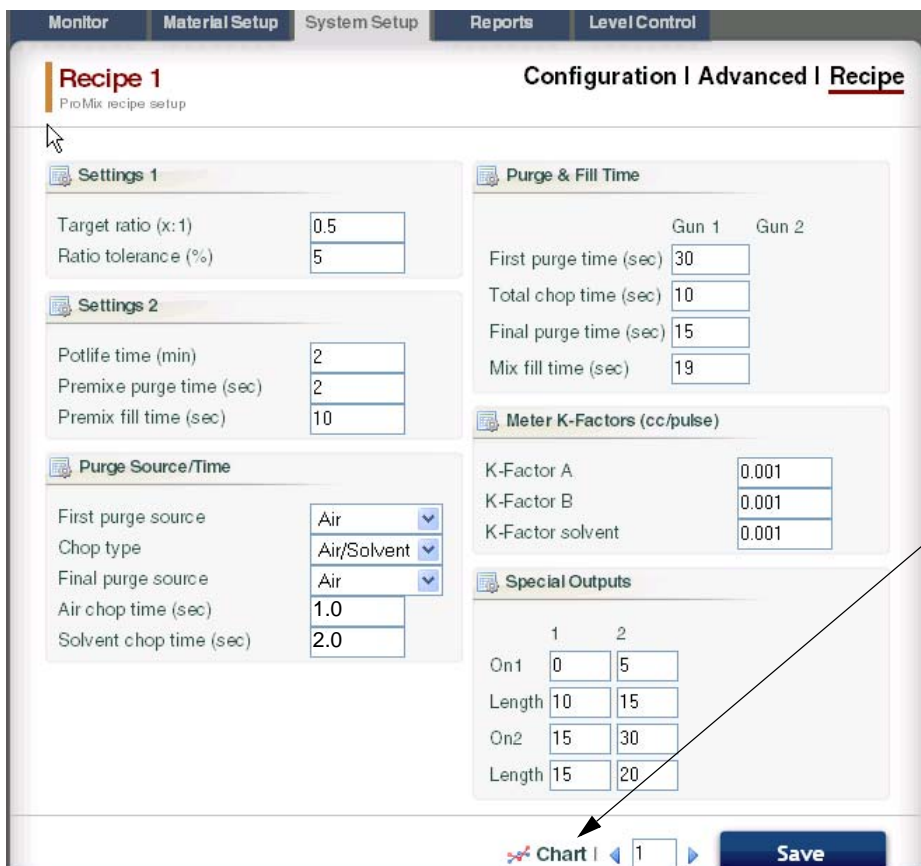 Monitor Material Setup System Setup Reports Level Control
Recipe 1
ProMix recipe setup
Configuration | Advanced | Recipe
Settings 1
Target ratio (x:1) 0.5
Ratio tolerance (%) 5
Settings 2
Potlife time (min) 2
Premixe purge time (sec) 2
Premix fill time (sec) 10
Purge Source/Time
First purge source Air
Chop type Air/Solvent
Final purge source Air
Air chop time (sec) 1.0
Solvent chop time (sec) 2.0
Purge & Fill Time
Gun 1 Gun 2
First purge time (sec) 30
Total chop time (sec) 10
Final purge time (sec) 15
Mix fill time (sec) 19
Meter K-Factors (cc/pulse)
K-Factor A 0.001
K-Factor B 0.001
K-Factor solvent 0.001
Special Outputs
1 2
On1 0 5
Length 10 15
On2 15 30
Length 15 20
Chart | 1 Save